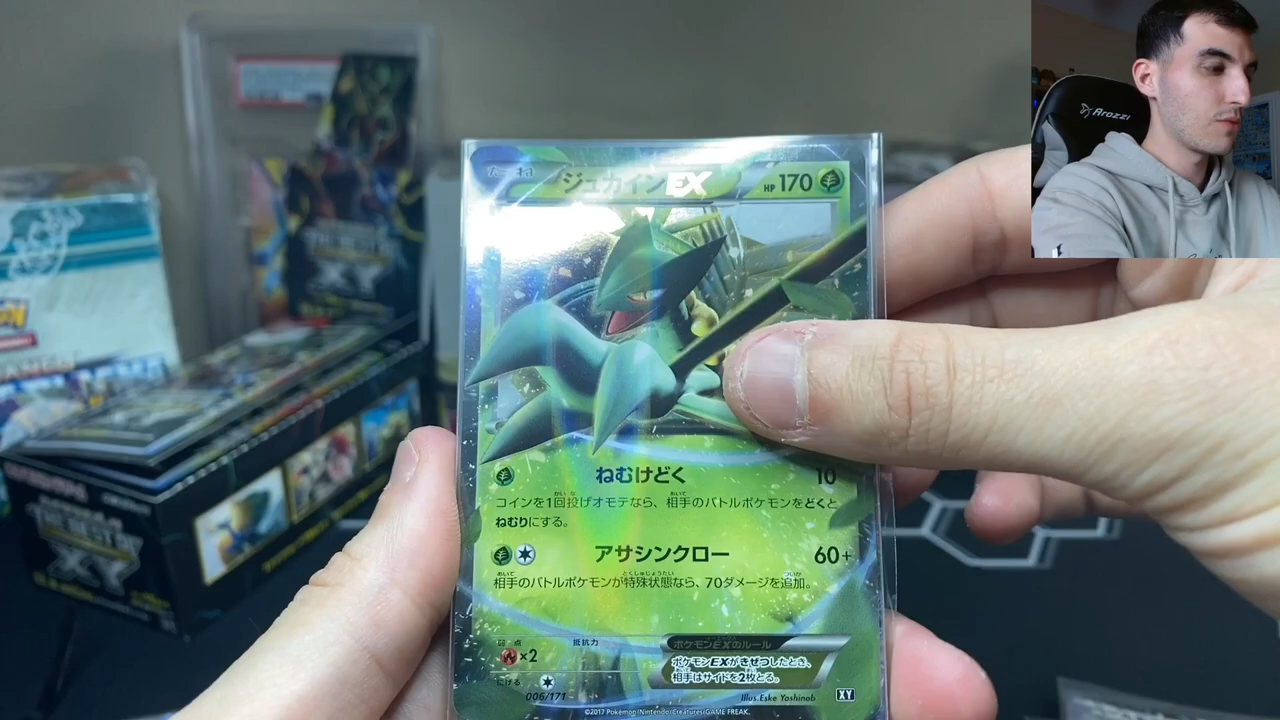 たね
ジュカインEX
HP 170
ねむけどく 10
コインを1回投げオモテなら、相手のバトルポケモンをどくと
ねむりにする。
アサシンクロー 60+
相手のバトルポケモンが特殊状態なら、70ダメージを追加。
弱点 抵抗力
×2
にげる
ポケモンEXのルール
ポケモンEXがきぜつしたとき、
相手はサイドを2枚とる。
006/171
Illus.Eske Yoshinob
XY
©2017 Pokémon/Nintendo/Creatures/GAME FREAK.
Arozzi
THE BEST
XY
THE BEST
XY